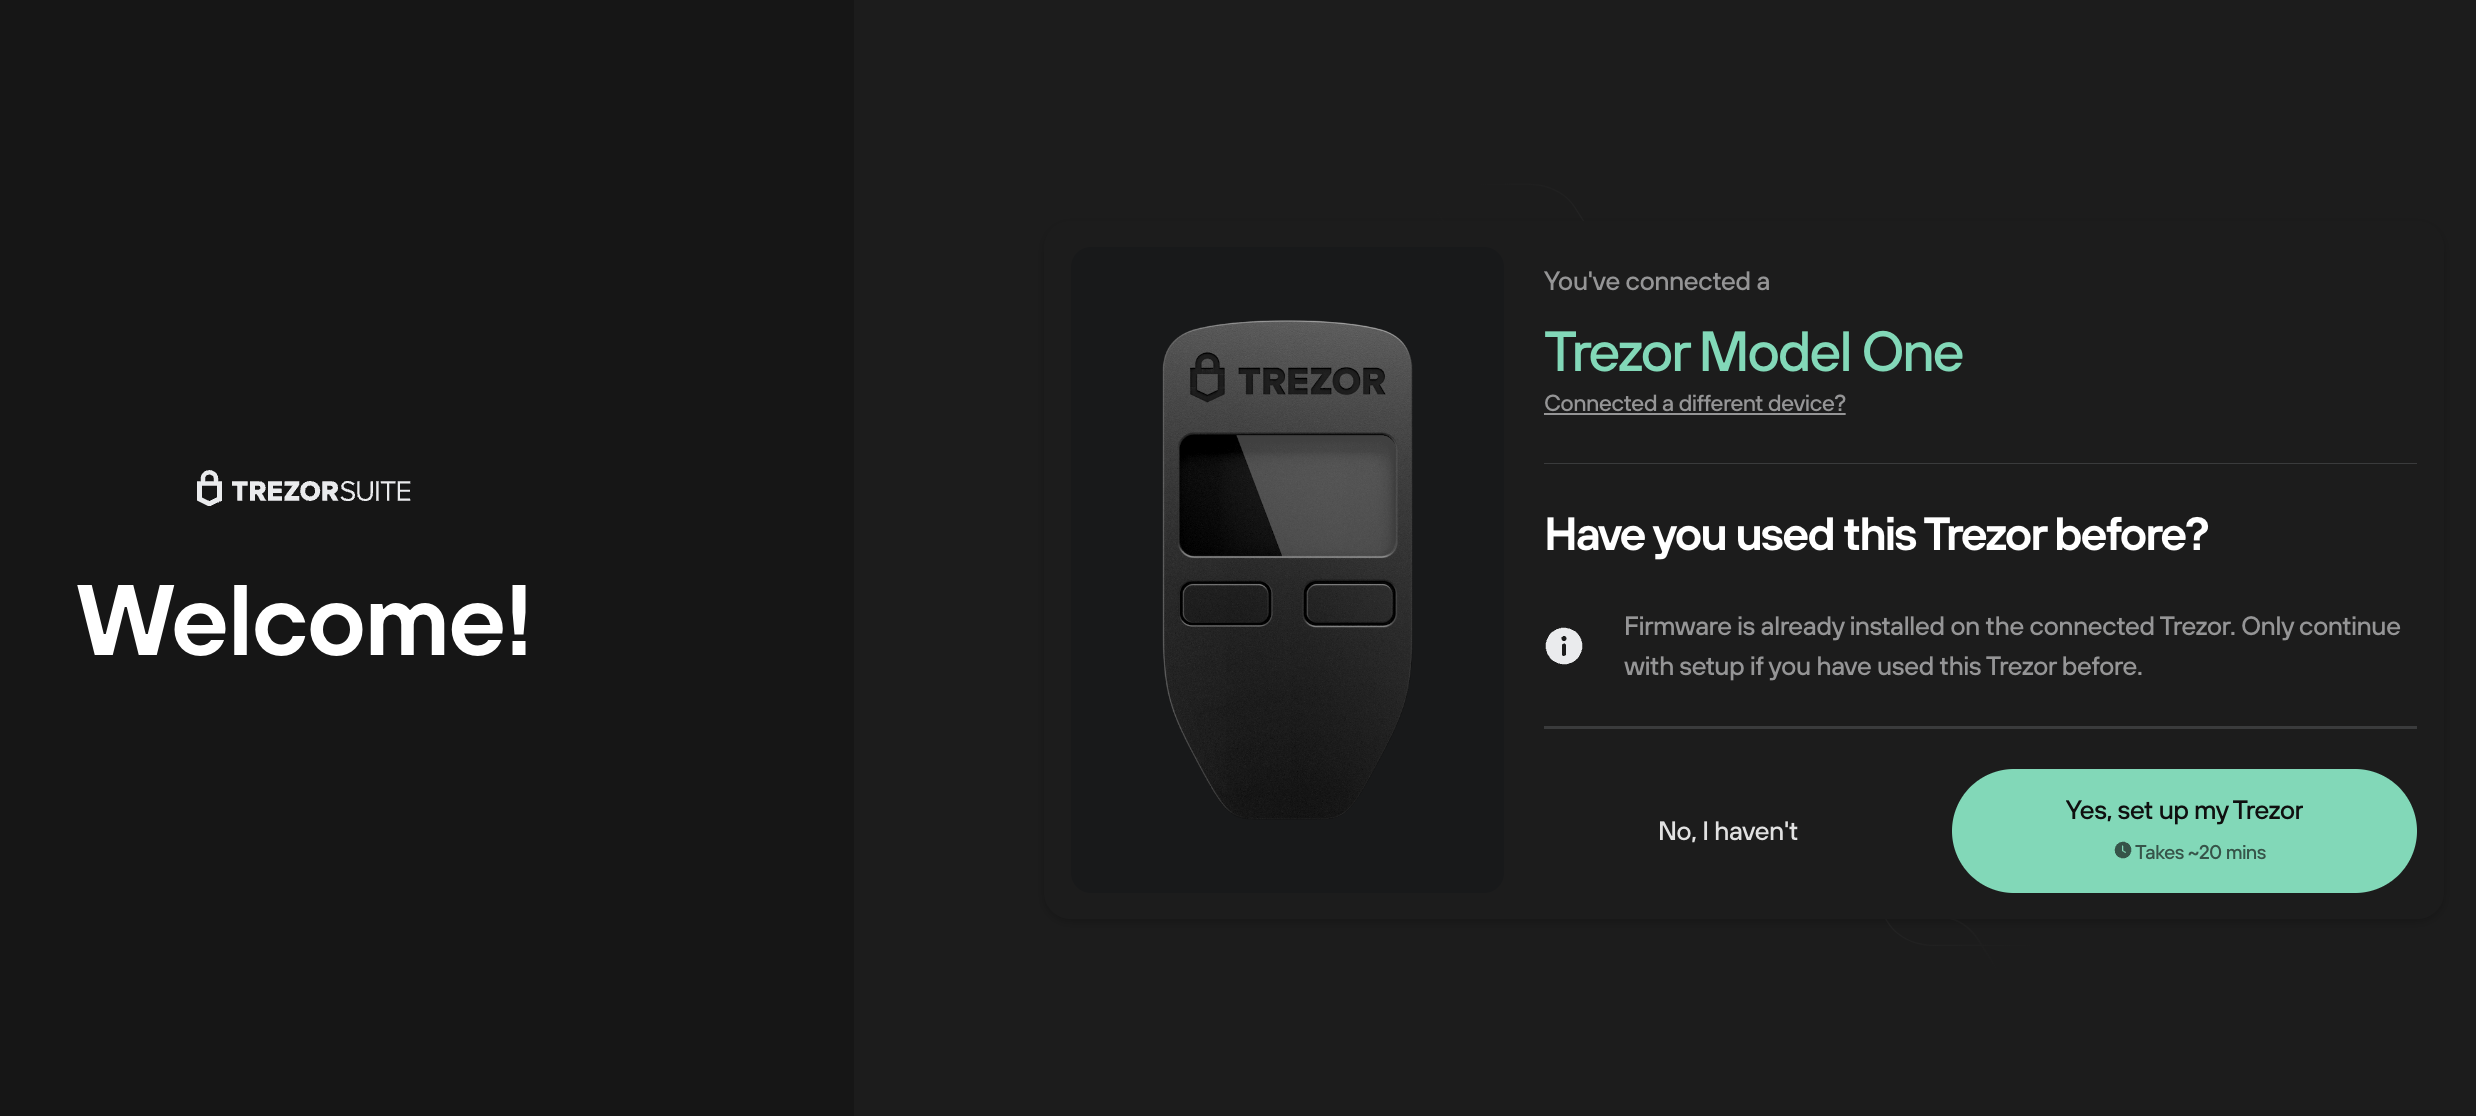 TREZORSUITE
Welcome!
TREZOR
You've connected a
Trezor Model One
Connected a different device?
Have you used this Trezor before?
Firmware is already installed on the connected Trezor. Only continue
with setup if you have used this Trezor before.
No, I haven't
Yes, set up my Trezor
Takes ~20 mins